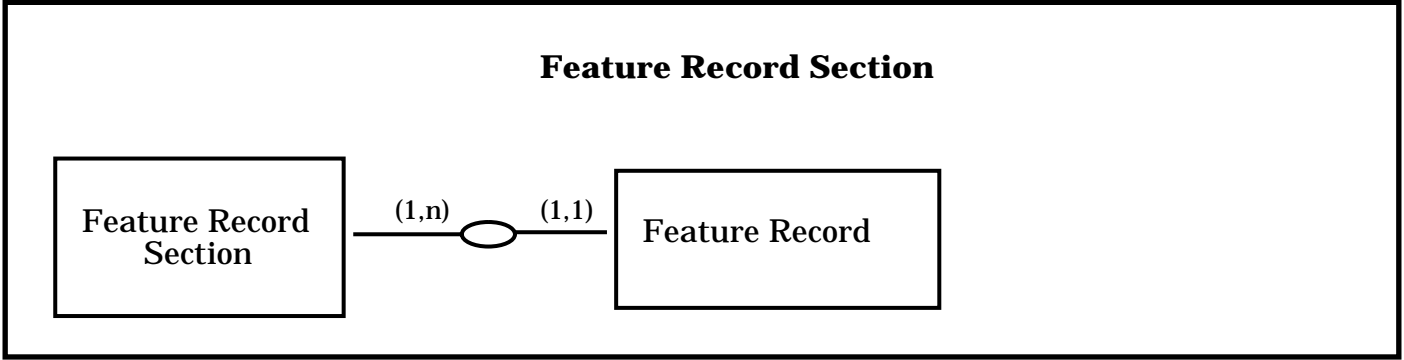 Feature Record Section
Feature Record
Section
(1,n)
(1,1)
Feature Record